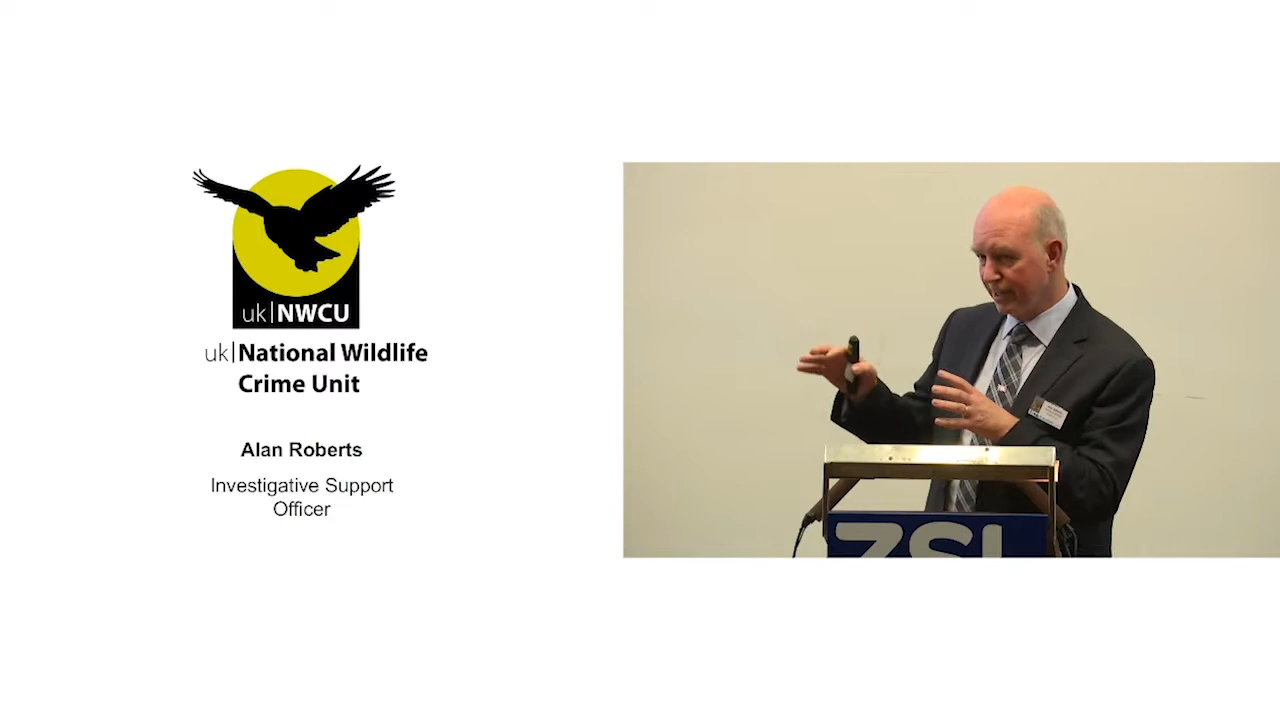 uk|NWCU
uk|National Wildlife
Crime Unit
Alan Roberts
Investigative Support
Officer
ZSL